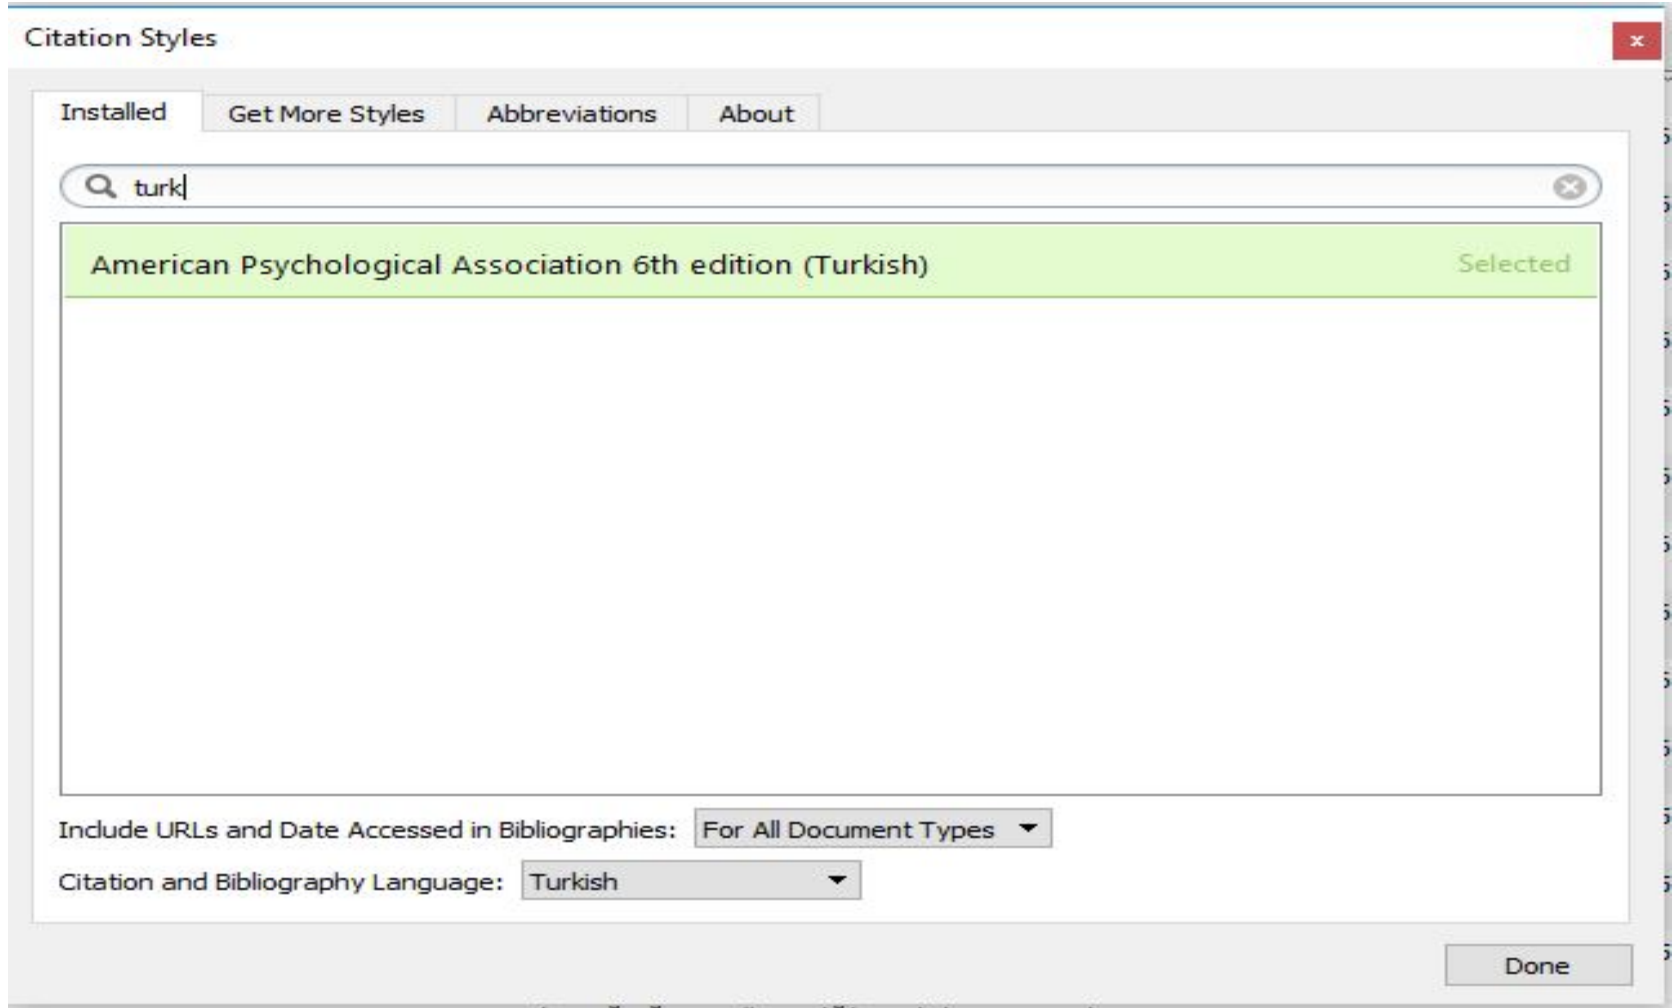 Citation Styles
x
Installed Get More Styles Abbreviations About
turk
American Psychological Association 6th edition (Turkish) Selected
Include URLs and Date Accessed in Bibliographies: For All Document Types
Citation and Bibliography Language: Turkish
Done